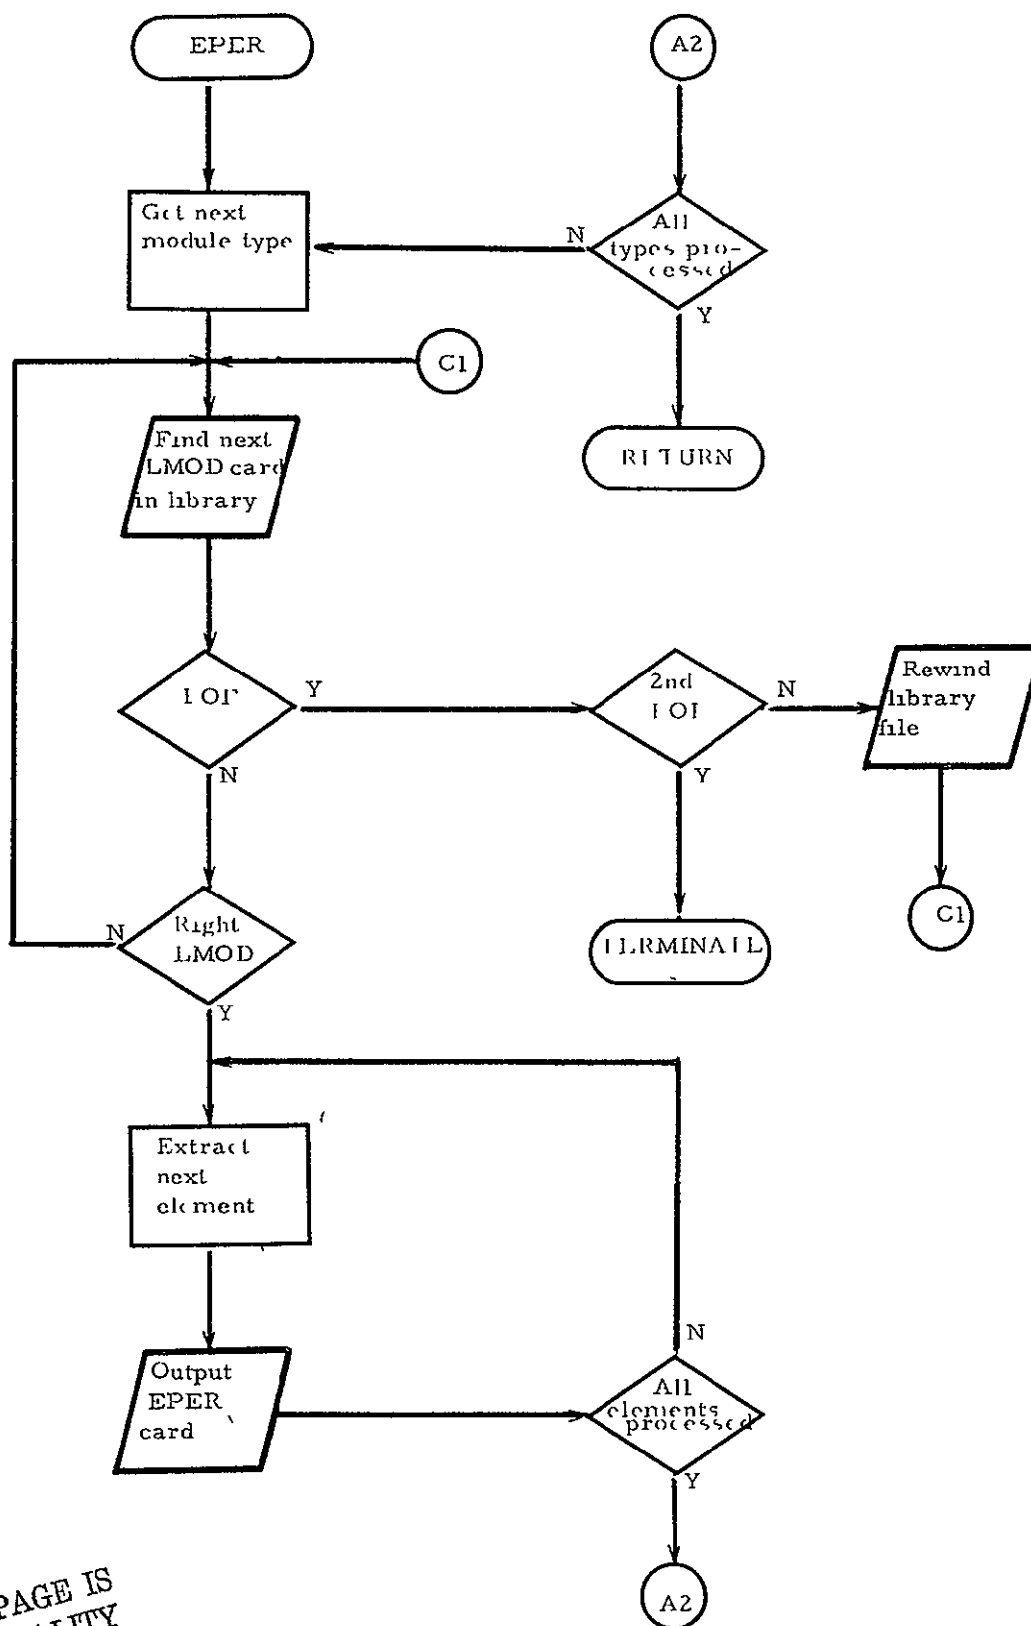 EPER
A2
Get next
module type
N
All
types pro-
cessed
Y
C1
RETURN
Find next
LMOD card
in library
EOF
Y
2nd
EOF
N
Rewind
library
file
N
Y
N
Right
LMOD
TERMINATE
C1
Y
Extract
next
element
N
Output
EPER
card
All
elements
processed
Y
A2
PAGE IS